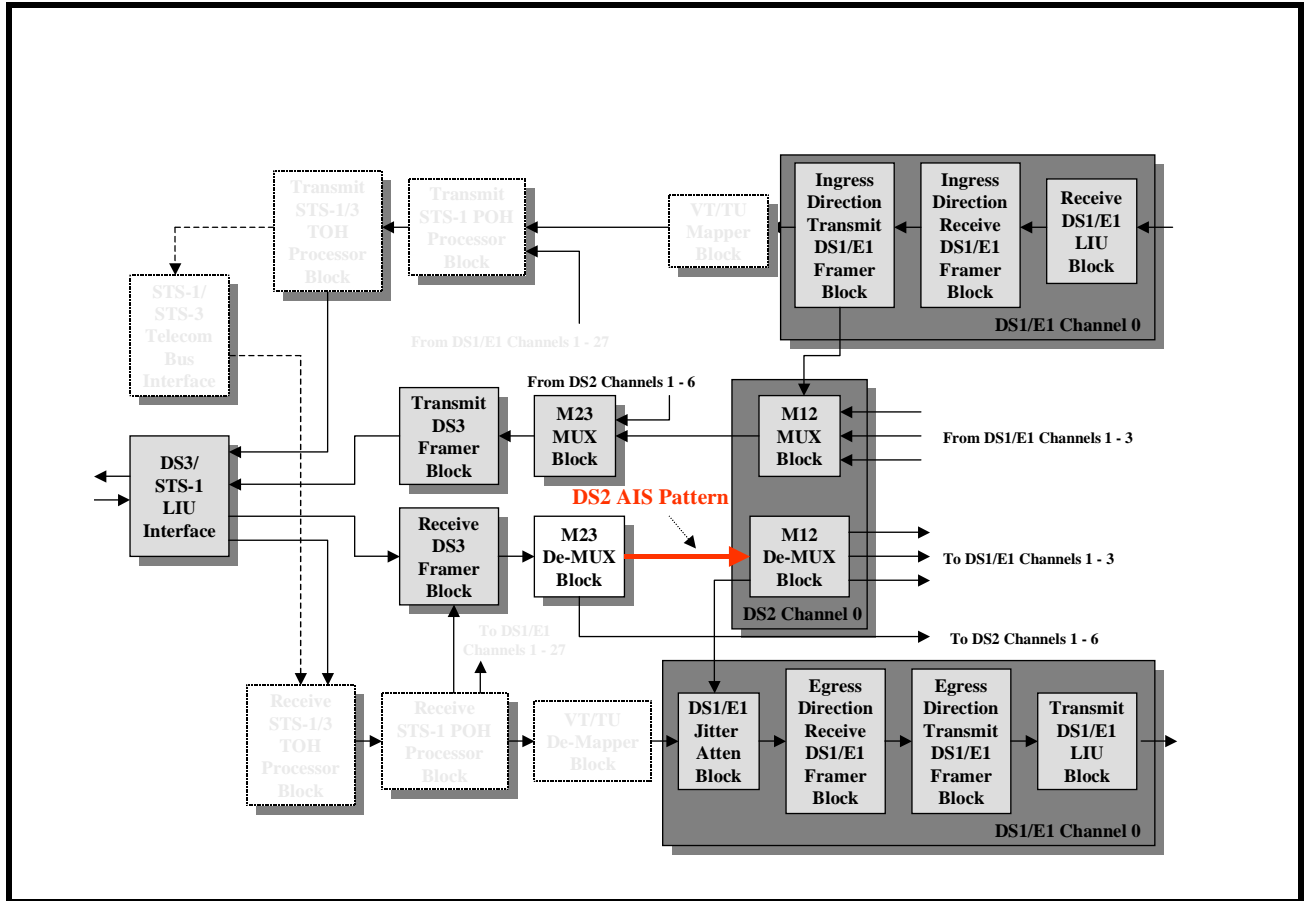 Transmit
STS-1/3
TOH
Processor
Block
Transmit
STS-1 POH
Processor
Block
VT/TU
Mapper
Block
Ingress
Direction
Transmit
DS1/E1
Framer
Block
Ingress
Direction
Receive
DS1/E1
Framer
Block
Receive
DS1/E1
LIU
Block
DS1/E1 Channel 0
STS-1/
STS-3
Telecom
Bus
Interface
From DS1/E1 Channels 1 - 27
From DS2 Channels 1 - 6
Transmit
DS3
Framer
Block
M23
MUX
Block
M12
MUX
Block
From DS1/E1 Channels 1 - 3
DS3/
STS-1
LIU
Interface
DS2 AIS Pattern
Receive
DS3
Framer
Block
M23
De-MUX
Block
M12
De-MUX
Block
To DS1/E1 Channels 1 - 3
DS2 Channel 0
To DS1/E1
Channels 1 - 27
To DS2 Channels 1 - 6
Receive
STS-1/3
TOH
Processor
Block
Receive
STS-1 POH
Processor
Block
VT/TU
De-Mapper
Block
DS1/E1
Jitter
Atten
Block
Egress
Direction
Receive
DS1/E1
Framer
Block
Egress
Direction
Transmit
DS1/E1
Framer
Block
Transmit
DS1/E1
LIU
Block
DS1/E1 Channel 0